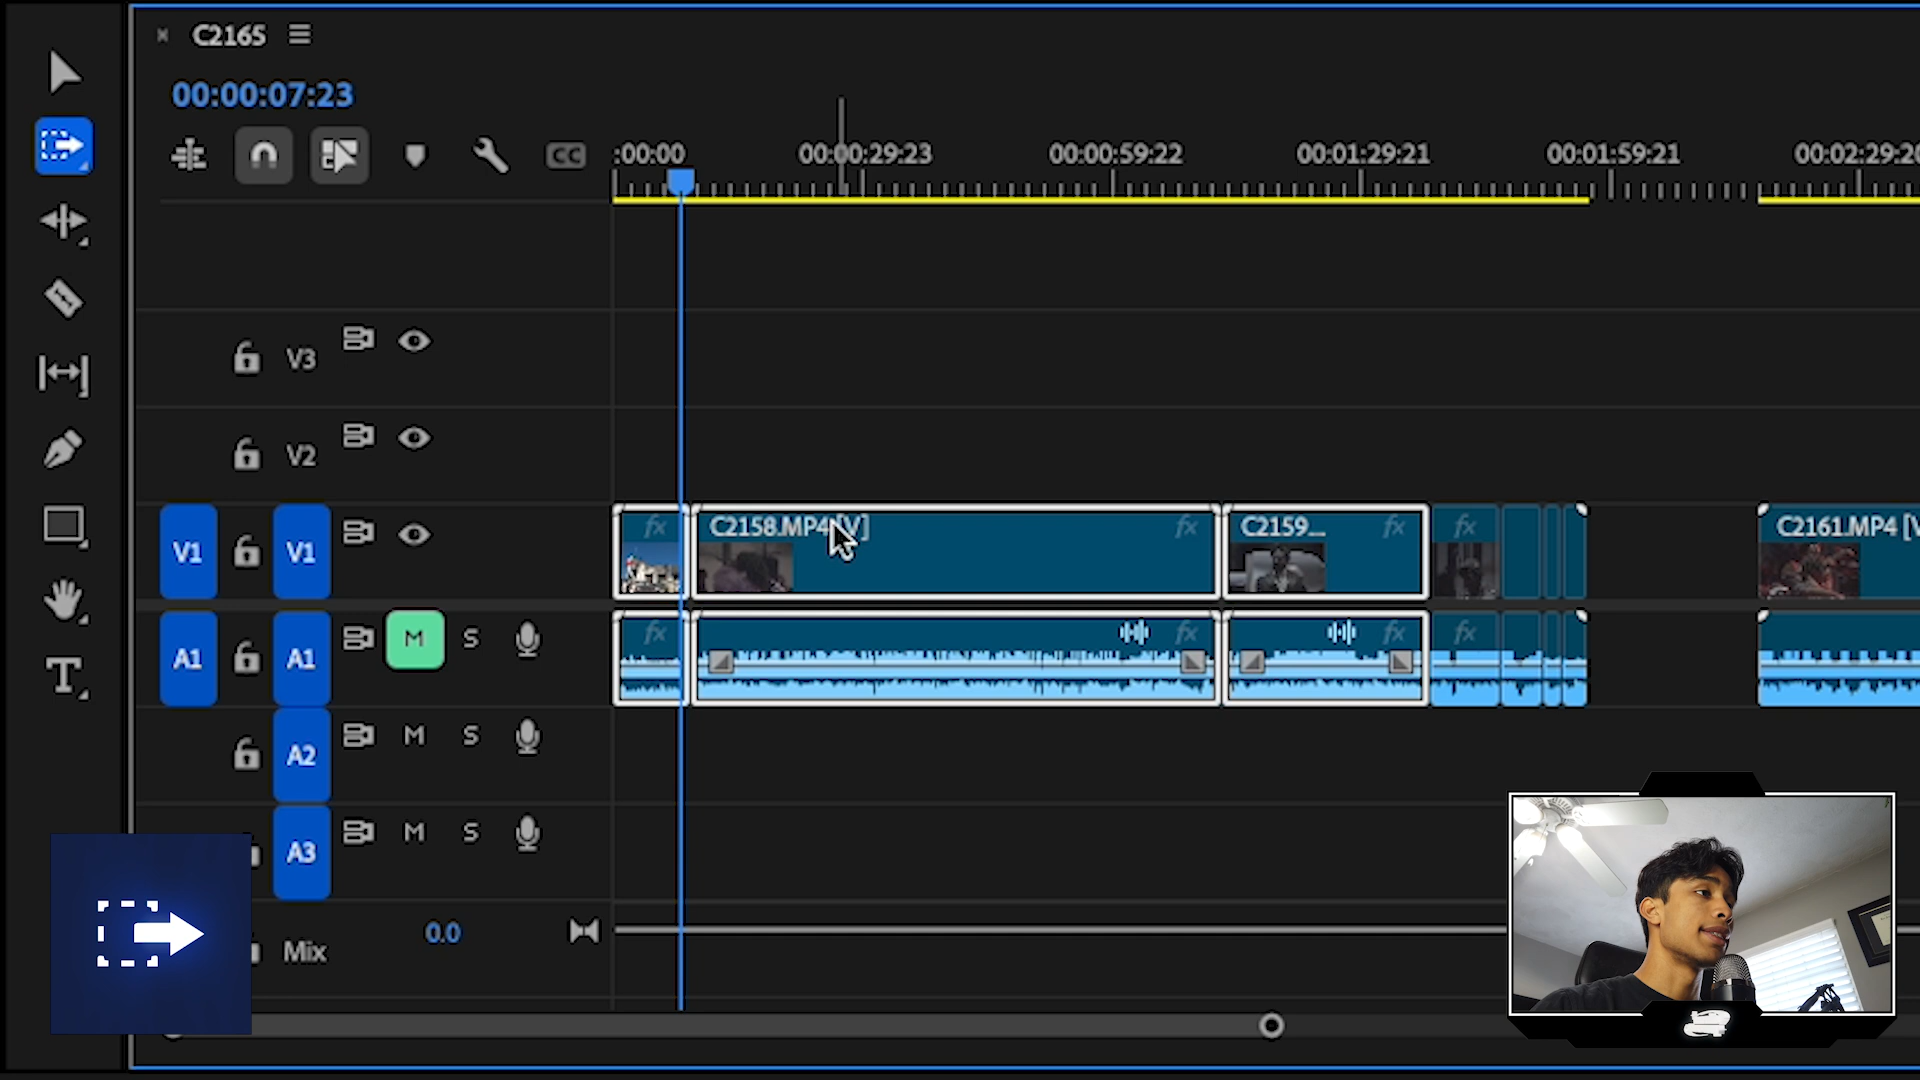 C2165
00:00:07:23
CC
:00:00
00:00:29:23
00:00:59:22
00:01:29:21
00:01:59:21
00:02:29:20
V3
V2
V1
V1
fx
C2158.MP4 [V]
fx
C2159...
fx
fx
C2161.MP4 [V
A1
A1
M
S
fx
fx
fx
fx
A2
M
S
A3
M
S
Mix
0.0
T